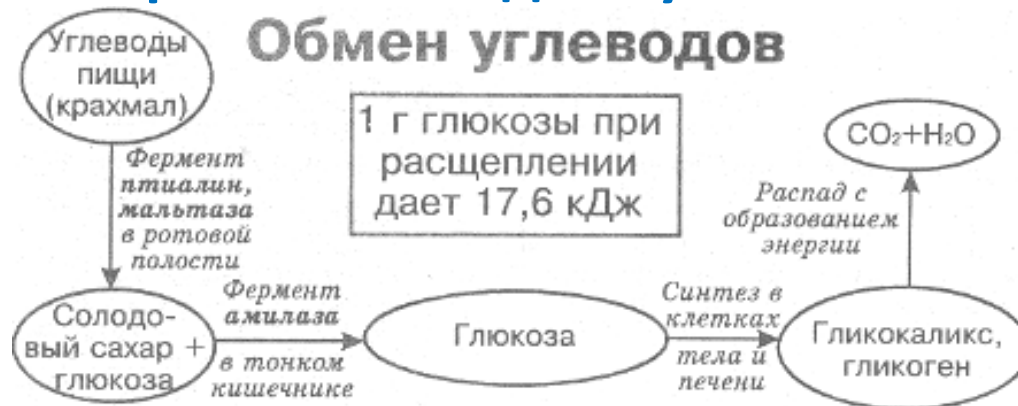 Обмен углеводов
Углеводы
пищи
(крахмал)
1 г глюкозы при
расщеплении
дает 17,6 кДж
CO₂+H₂O
Фермент
птиалин,
мальтаза
в ротовой
полости
Распад с
образованием
энергии
Солодо-
вый сахар +
глюкоза
Фермент
амилаза
в тонком
кишечнике
Глюкоза
Синтез в
клетках
тела и
печени
Гликокаликс,
гликоген